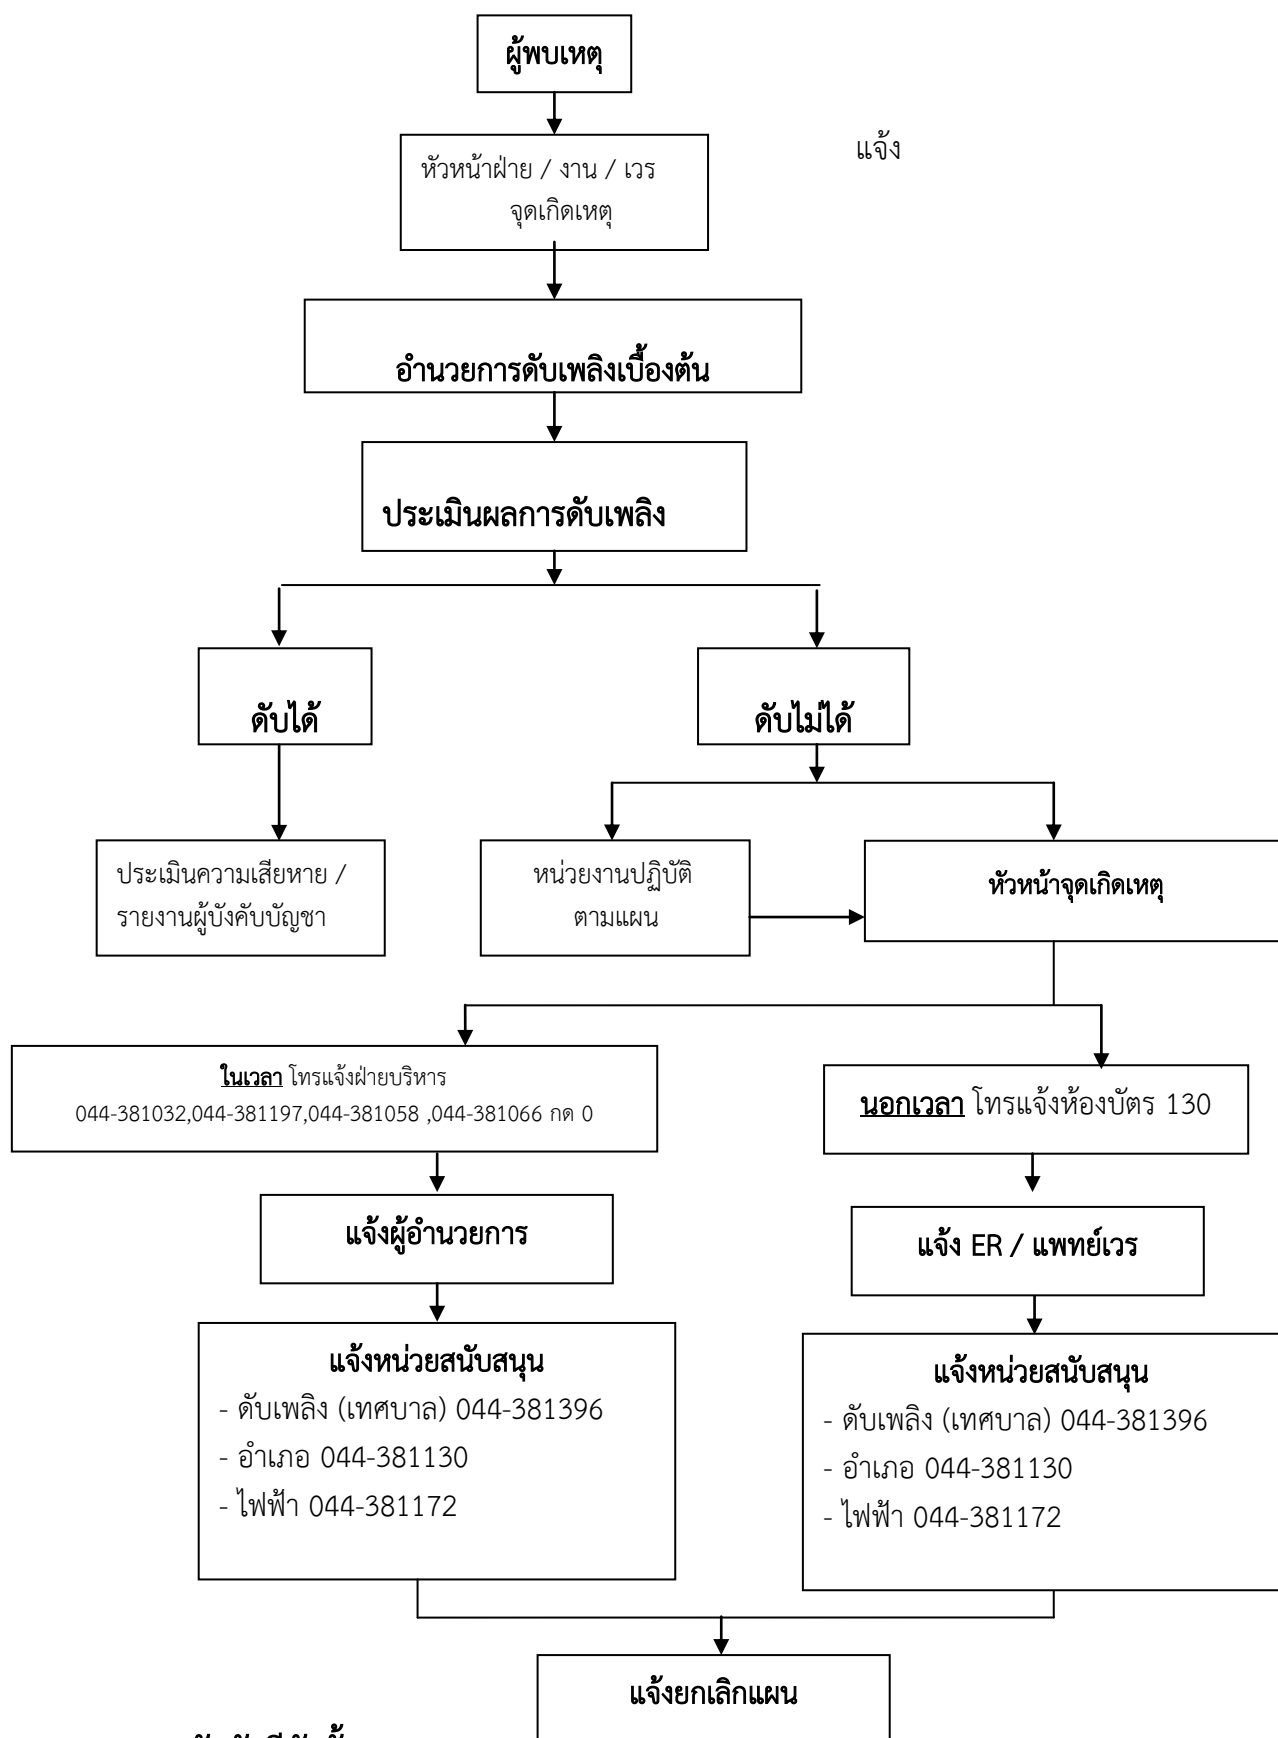 ผู้พบเหตุ
แจ้ง
หัวหน้าฝ่าย / งาน / เวร
จุดเกิดเหตุ
อำนวยการดับเพลิงเบื้องต้น
ประเมินผลการดับเพลิง
ดับได้
ดับไม่ได้
ประเมินความเสียหาย /
รายงานผู้บังคับบัญชา
หน่วยงานปฏิบัติ
ตามแผน
หัวหน้าจุดเกิดเหตุ
ในเวลา โทรแจ้งฝ่ายบริหาร
044-381032,044-381197,044-381058 ,044-381066 กด 0
นอกเวลา โทรแจ้งห้องบัตร 130
แจ้งผู้อำนวยการ
แจ้ง ER / แพทย์เวร
แจ้งหน่วยสนับสนุน
- ดับเพลิง (เทศบาล) 044-381396
- อำเภอ 044-381130
- ไฟฟ้า 044-381172
แจ้งหน่วยสนับสนุน
- ดับเพลิง (เทศบาล) 044-381396
- อำเภอ 044-381130
- ไฟฟ้า 044-381172
แจ้งยกเลิกแผน